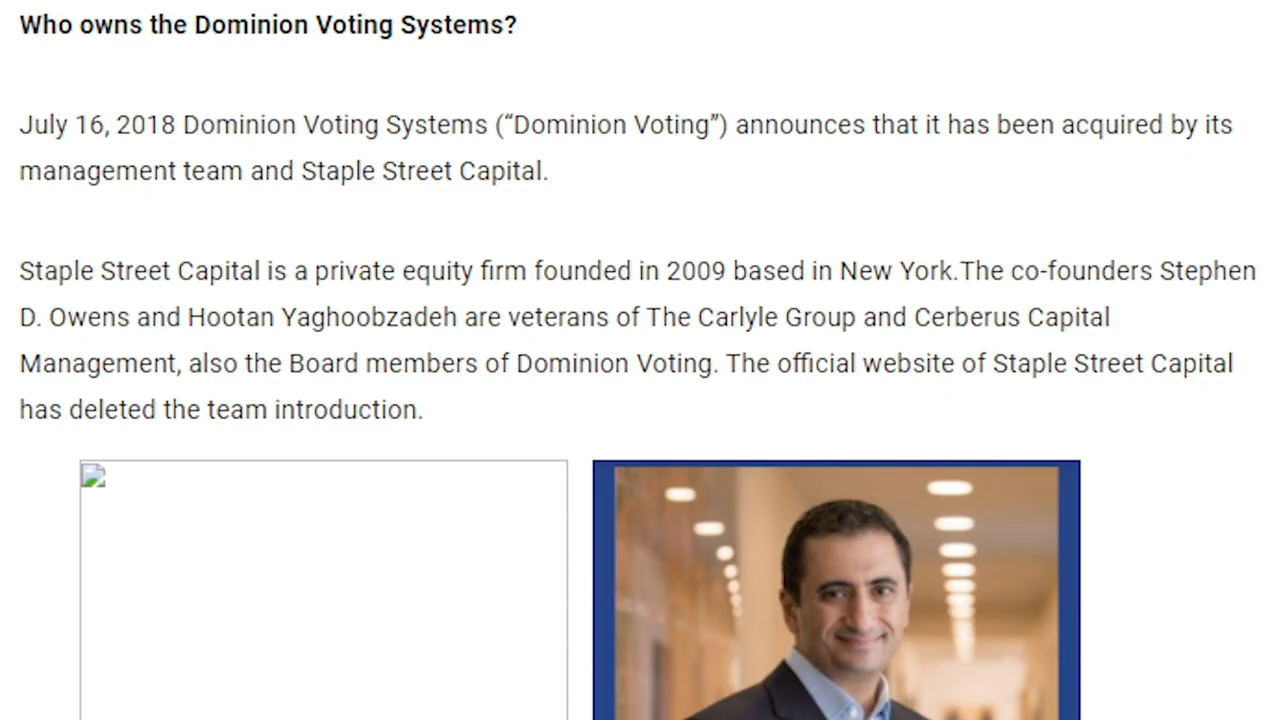 Who owns the Dominion Voting Systems?
July 16, 2018 Dominion Voting Systems (“Dominion Voting”) announces that it has been acquired by its
management team and Staple Street Capital.
Staple Street Capital is a private equity firm founded in 2009 based in New York.The co-founders Stephen
D. Owens and Hootan Yaghoobzadeh are veterans of The Carlyle Group and Cerberus Capital
Management, also the Board members of Dominion Voting. The official website of Staple Street Capital
has deleted the team introduction.